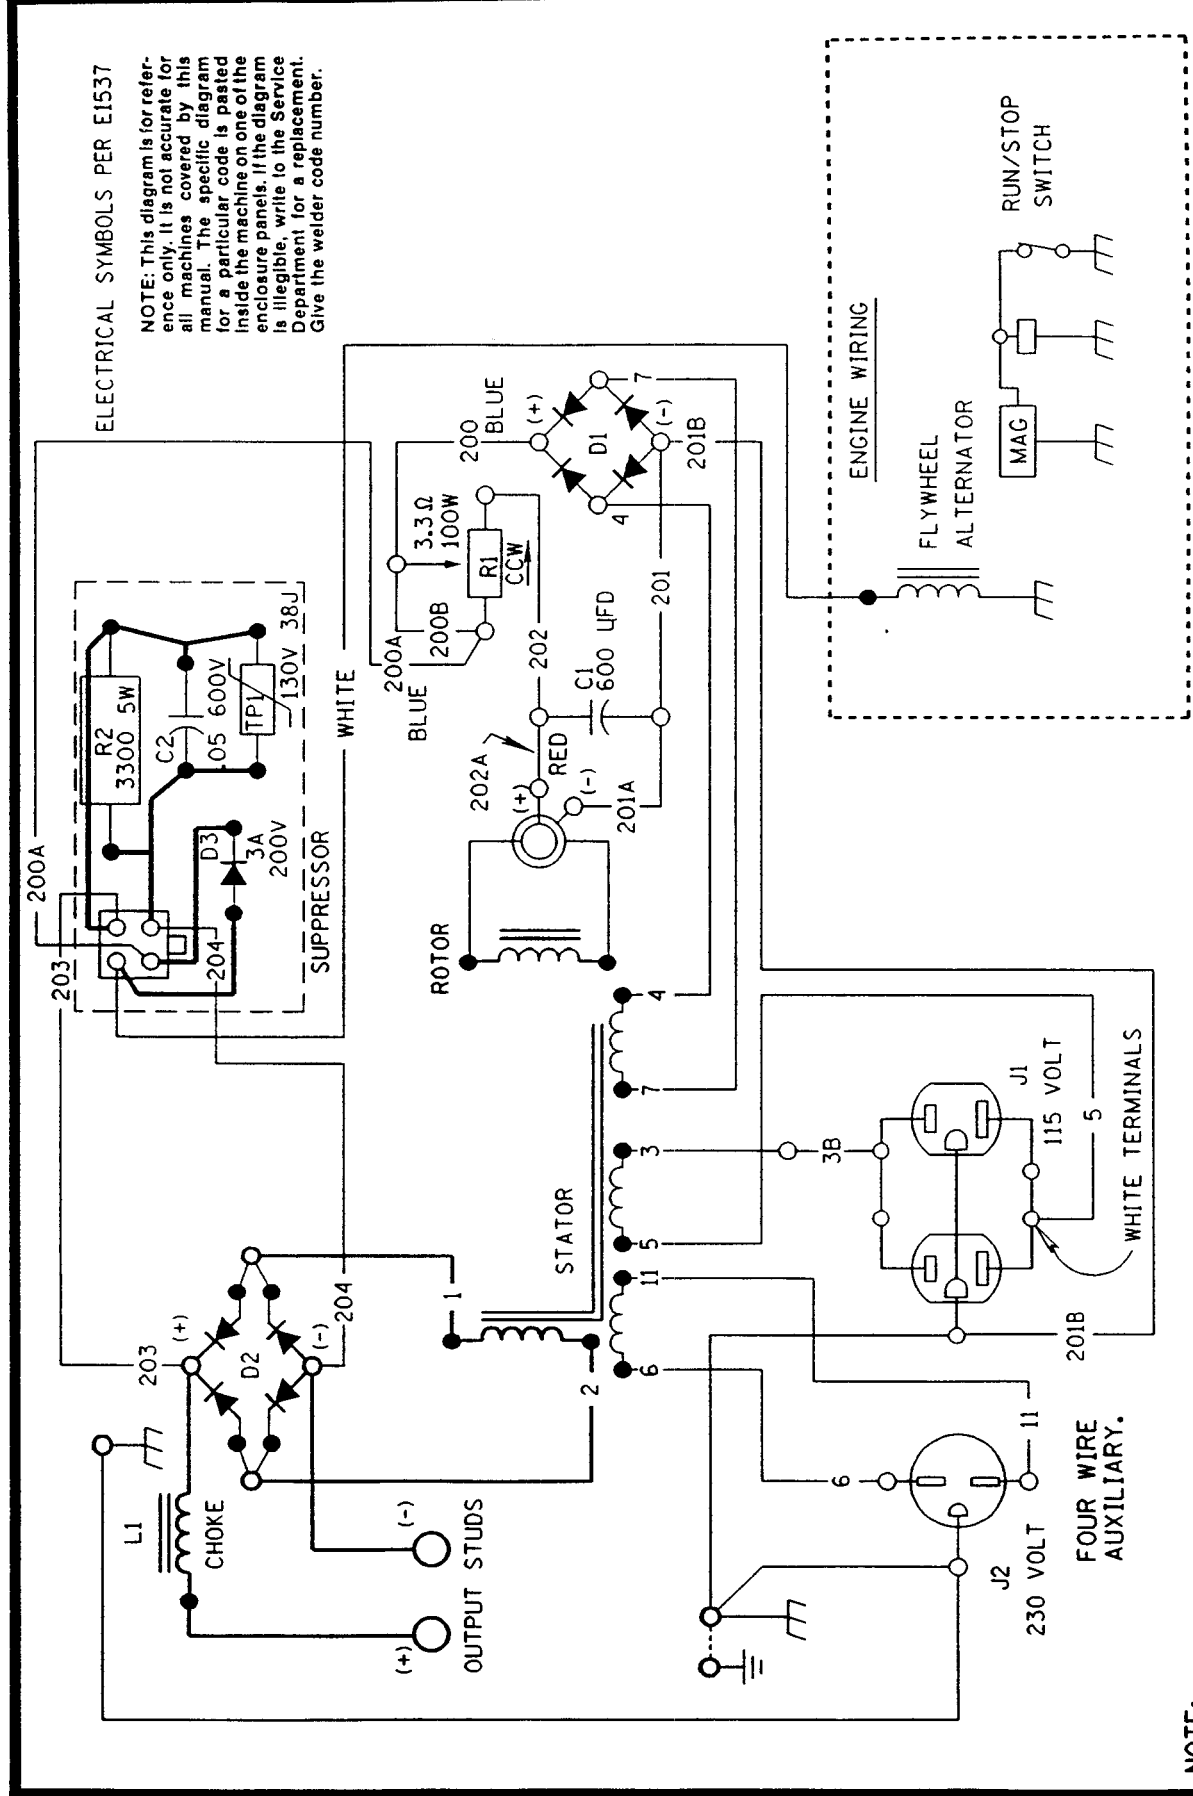 ELECTRICAL SYMBOLS PER E1537
NOTE: This diagram is for refer-
ence only. It is not accurate for
all machines covered by this
manual. The specific diagram
for a particular code is pasted
inside the machine on one of the
enclosure panels. If the diagram
is illegible, write to the Service
Department for a replacement.
Give the welder code number.
L1
CHOKE
(+)
(-)
OUTPUT STUDS
203
(+)
D2
(-)
204
1
2
203
200A
204
R2
3300 5W
C2
.05 600V
TP1
130V 38J
D3
3A
200V
SUPPRESSOR
WHITE
BLUE
200A
200B
200
BLUE
3.3Ω
100W
R1
CCW
202
202A
RED
(+)
(-)
201A
C1
600 UFD
201
(+)
D1
(-)
4
7
201B
ROTOR
STATOR
6
11
5
3
7
4
3B
J1
115 VOLT
5
WHITE TERMINALS
201B
6
11
J2
230 VOLT
FOUR WIRE
AUXILIARY.
ENGINE WIRING
FLYWHEEL
ALTERNATOR
MAG
RUN/STOP
SWITCH